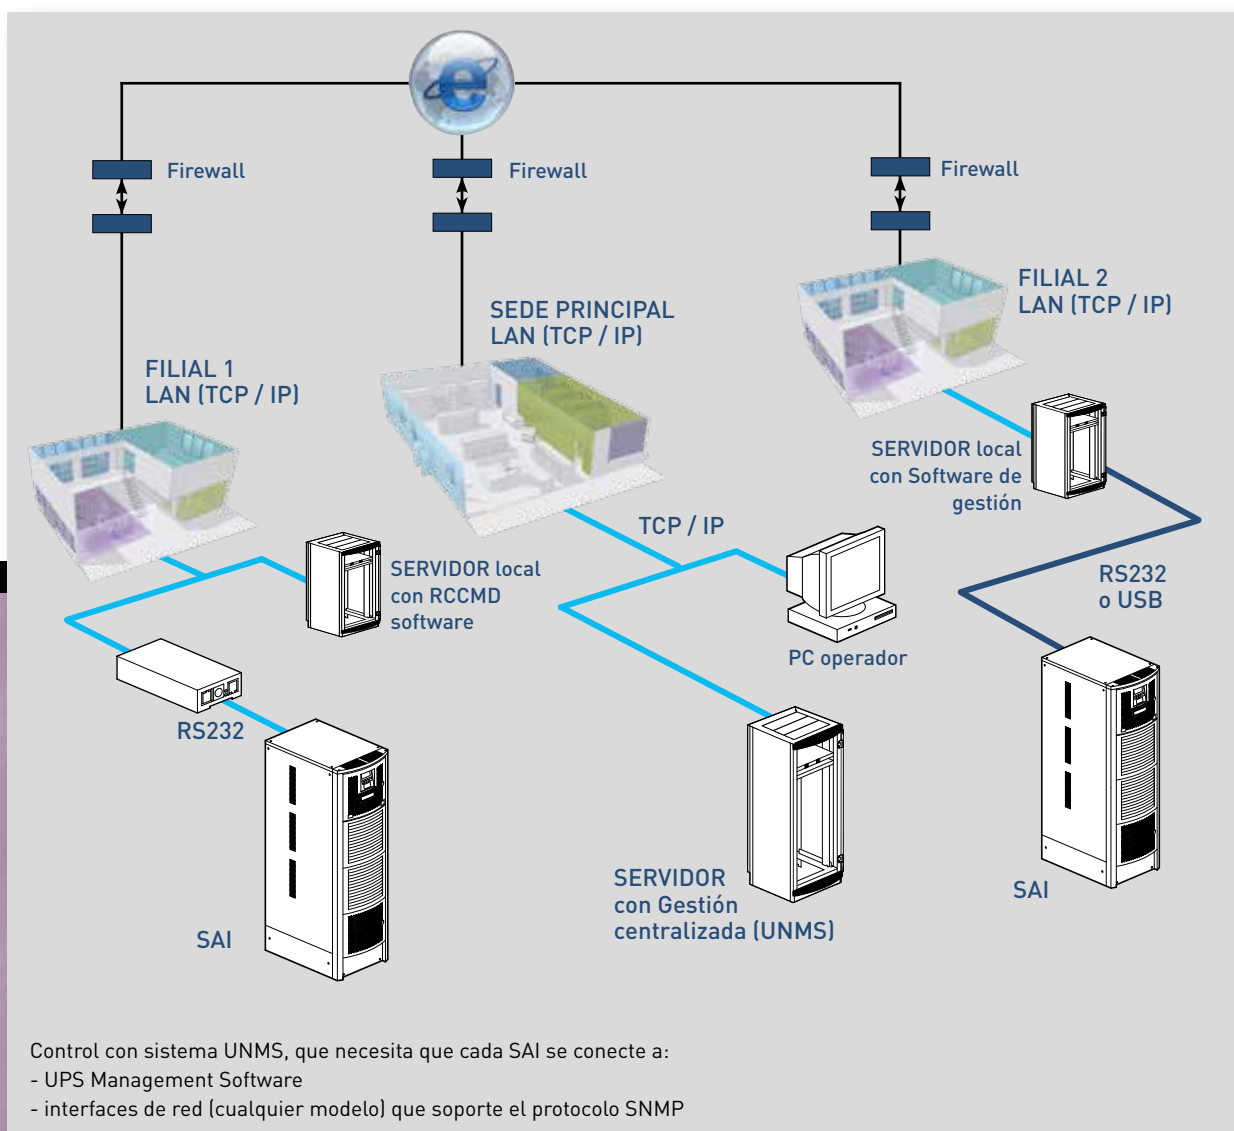 Firewall
Firewall
Firewall
FILIAL 2
LAN (TCP / IP)
SEDE PRINCIPAL
LAN (TCP / IP)
FILIAL 1
LAN (TCP / IP)
SERVIDOR local
con Software de
gestión
TCP / IP
SERVIDOR local
con RCCMD
software
RS232
o USB
PC operador
RS232
SERVIDOR
con Gestión
centralizada (UNMS)
SAI
SAI
Control con sistema UNMS, que necesita que cada SAI se conecte a:
- UPS Management Software
- interfaces de red (cualquier modelo) que soporte el protocolo SNMP